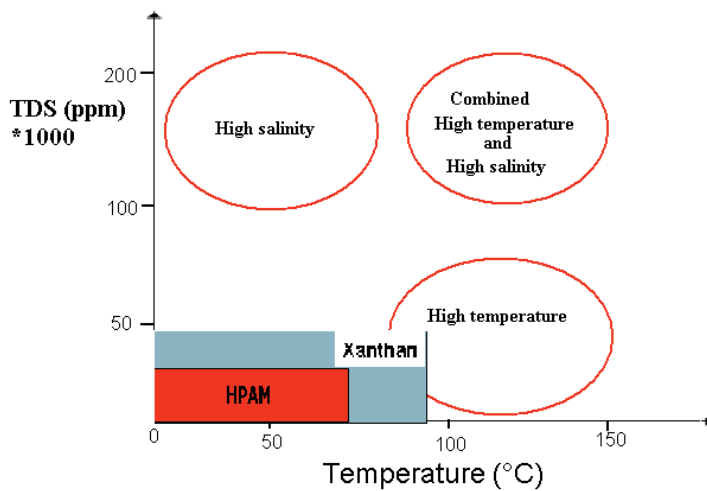 200
TDS (ppm)
*1000
High salinity
Combined
High temperature
and
High salinity
100
50
High temperature
Xanthan
HPAM
0
50
100
150
Temperature (°C)